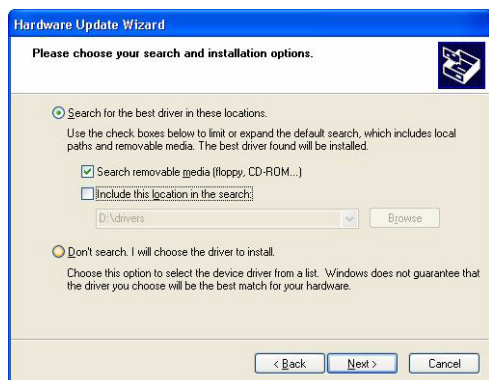 Hardware Update Wizard
Please choose your search and installation options.
Search for the best driver in these locations.
Use the check boxes below to limit or expand the default search, which includes local
paths and removable media. The best driver found will be installed.
Search removable media (floppy, CD-ROM...)
Include this location in the search:
D:\drivers
Browse
Don't search. I will choose the driver to install.
Choose this option to select the device driver from a list. Windows does not guarantee that
the driver you choose will be the best match for your hardware.
< Back
Next >
Cancel